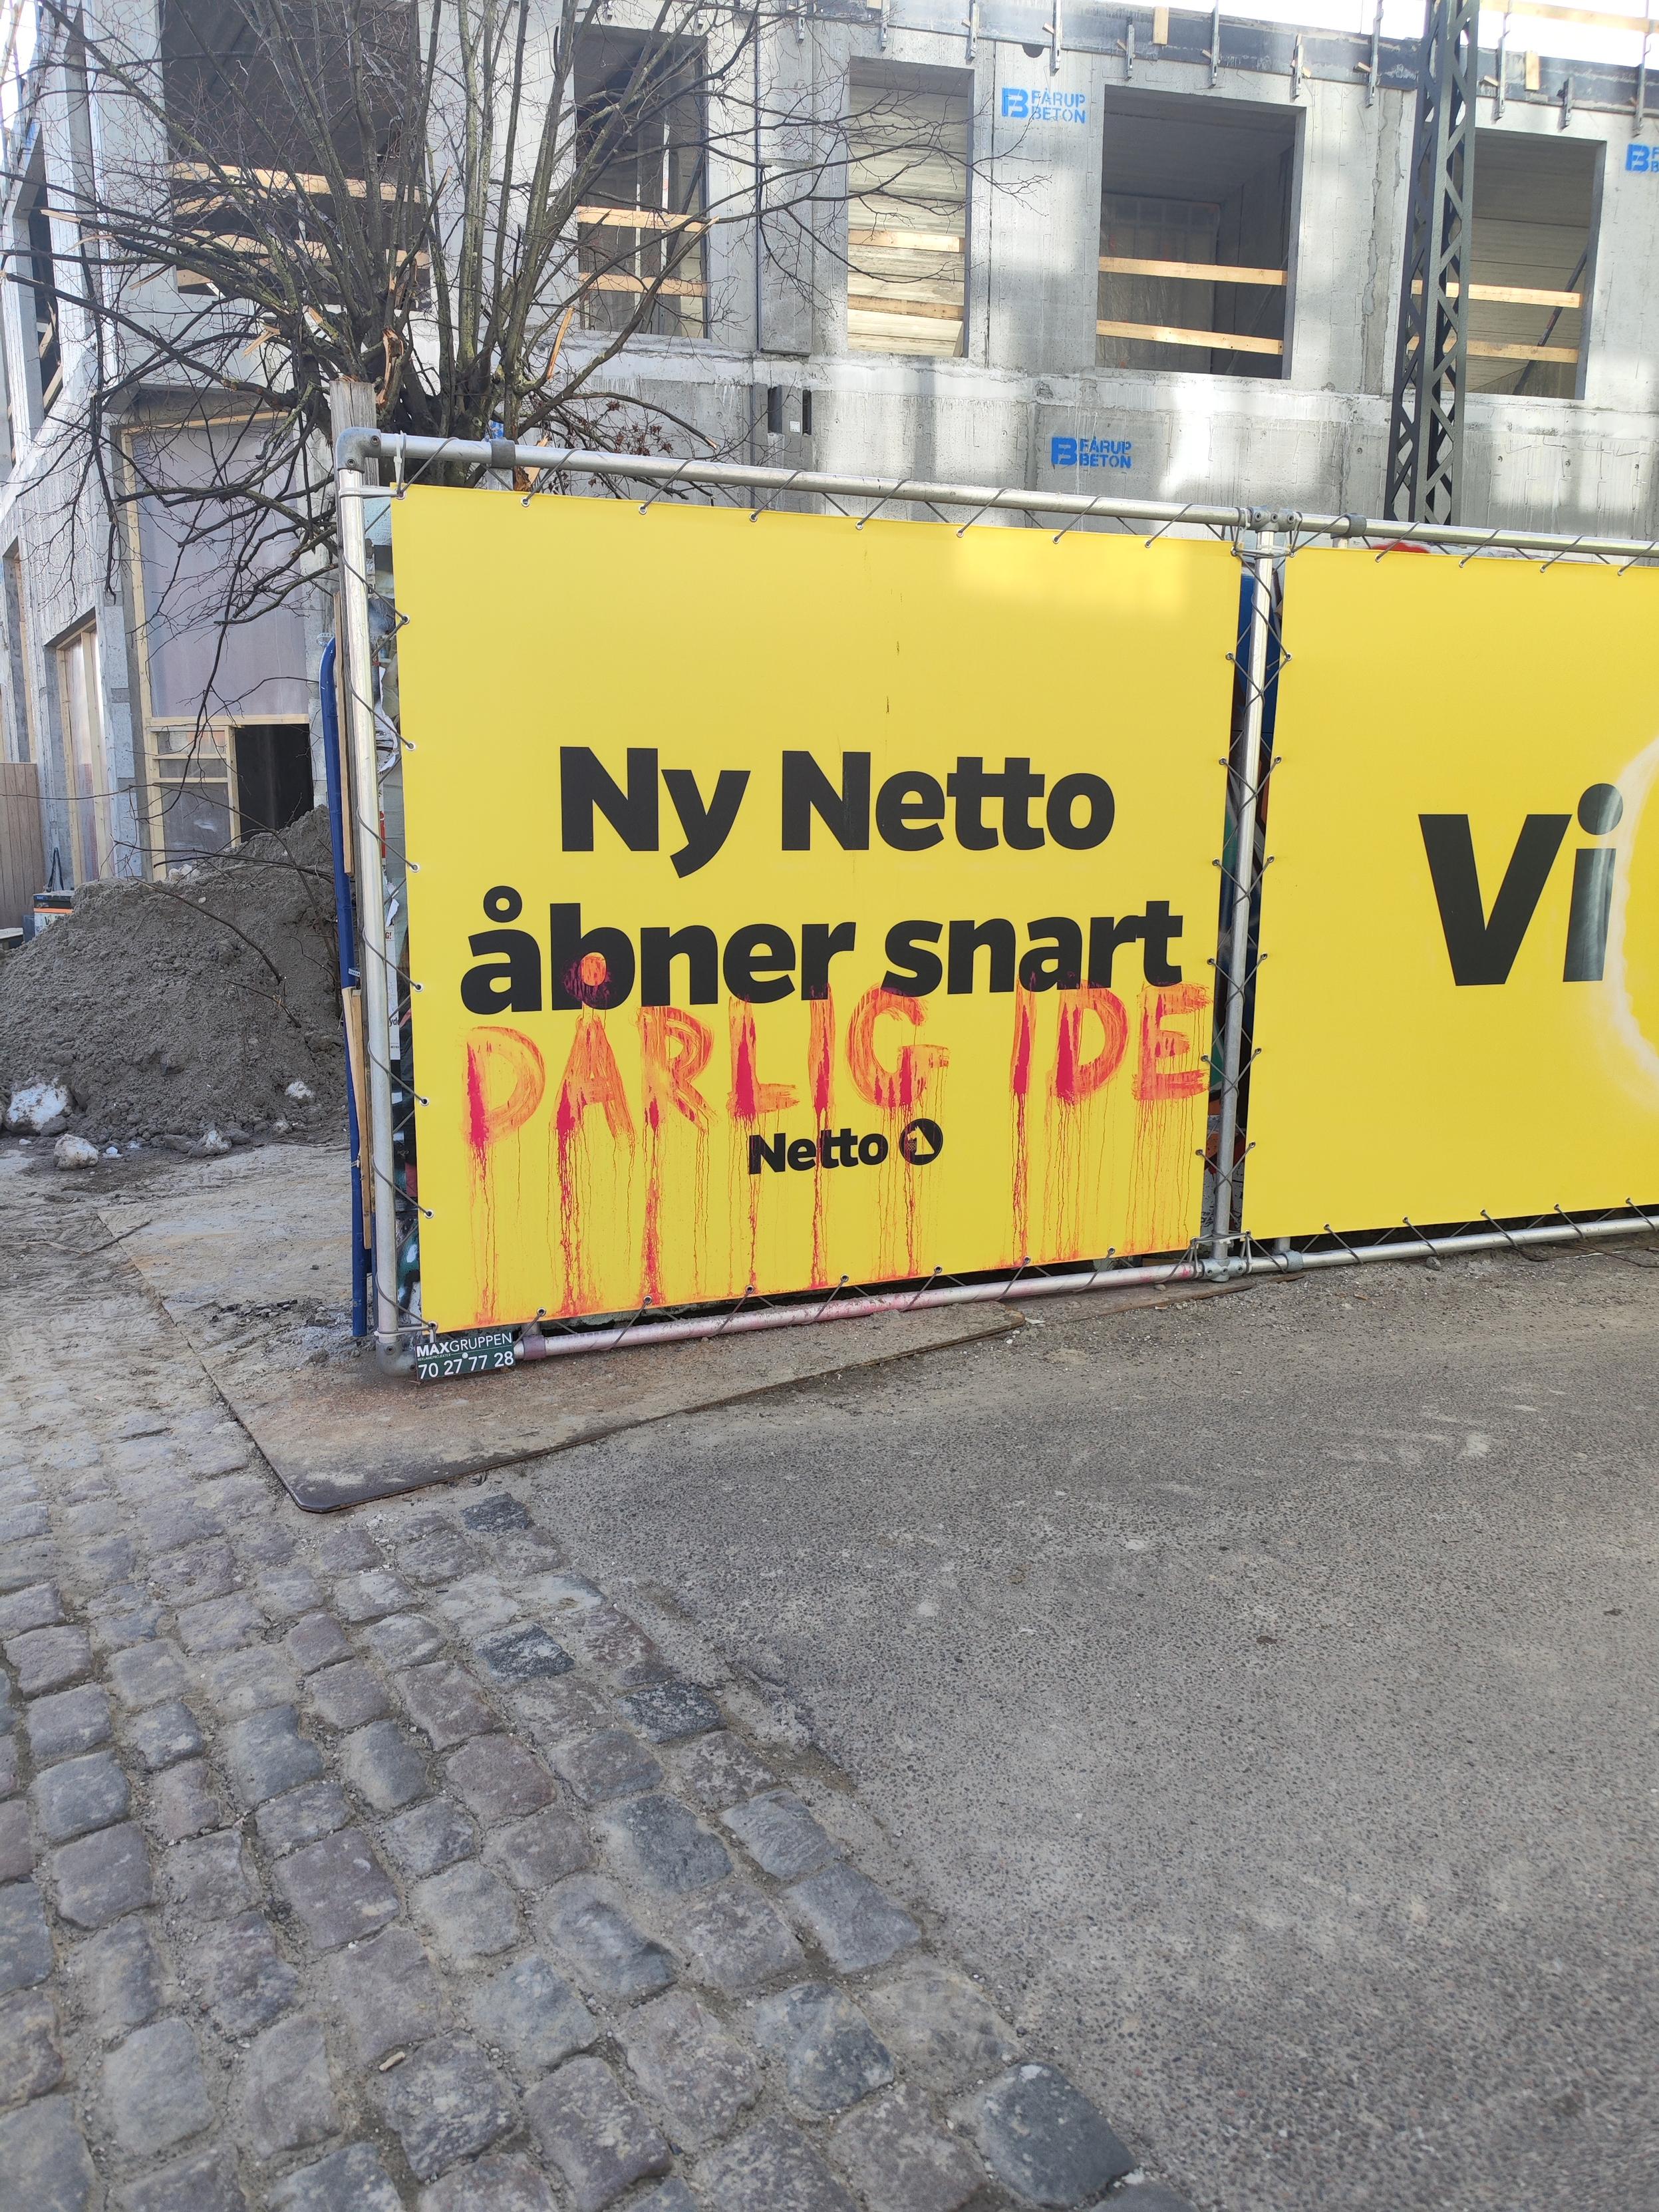 FÅRUP
BETON
FÅRUP
BETON
Ny Netto
åbner snart
DÅRLIG IDE
Netto
Vi
MAXGRUPPEN
70 27 77 28